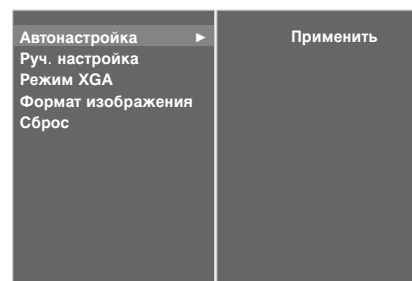 Автонастройка ► Применить
Руч. настройка
Режим XGA
Формат изображения
Сброс